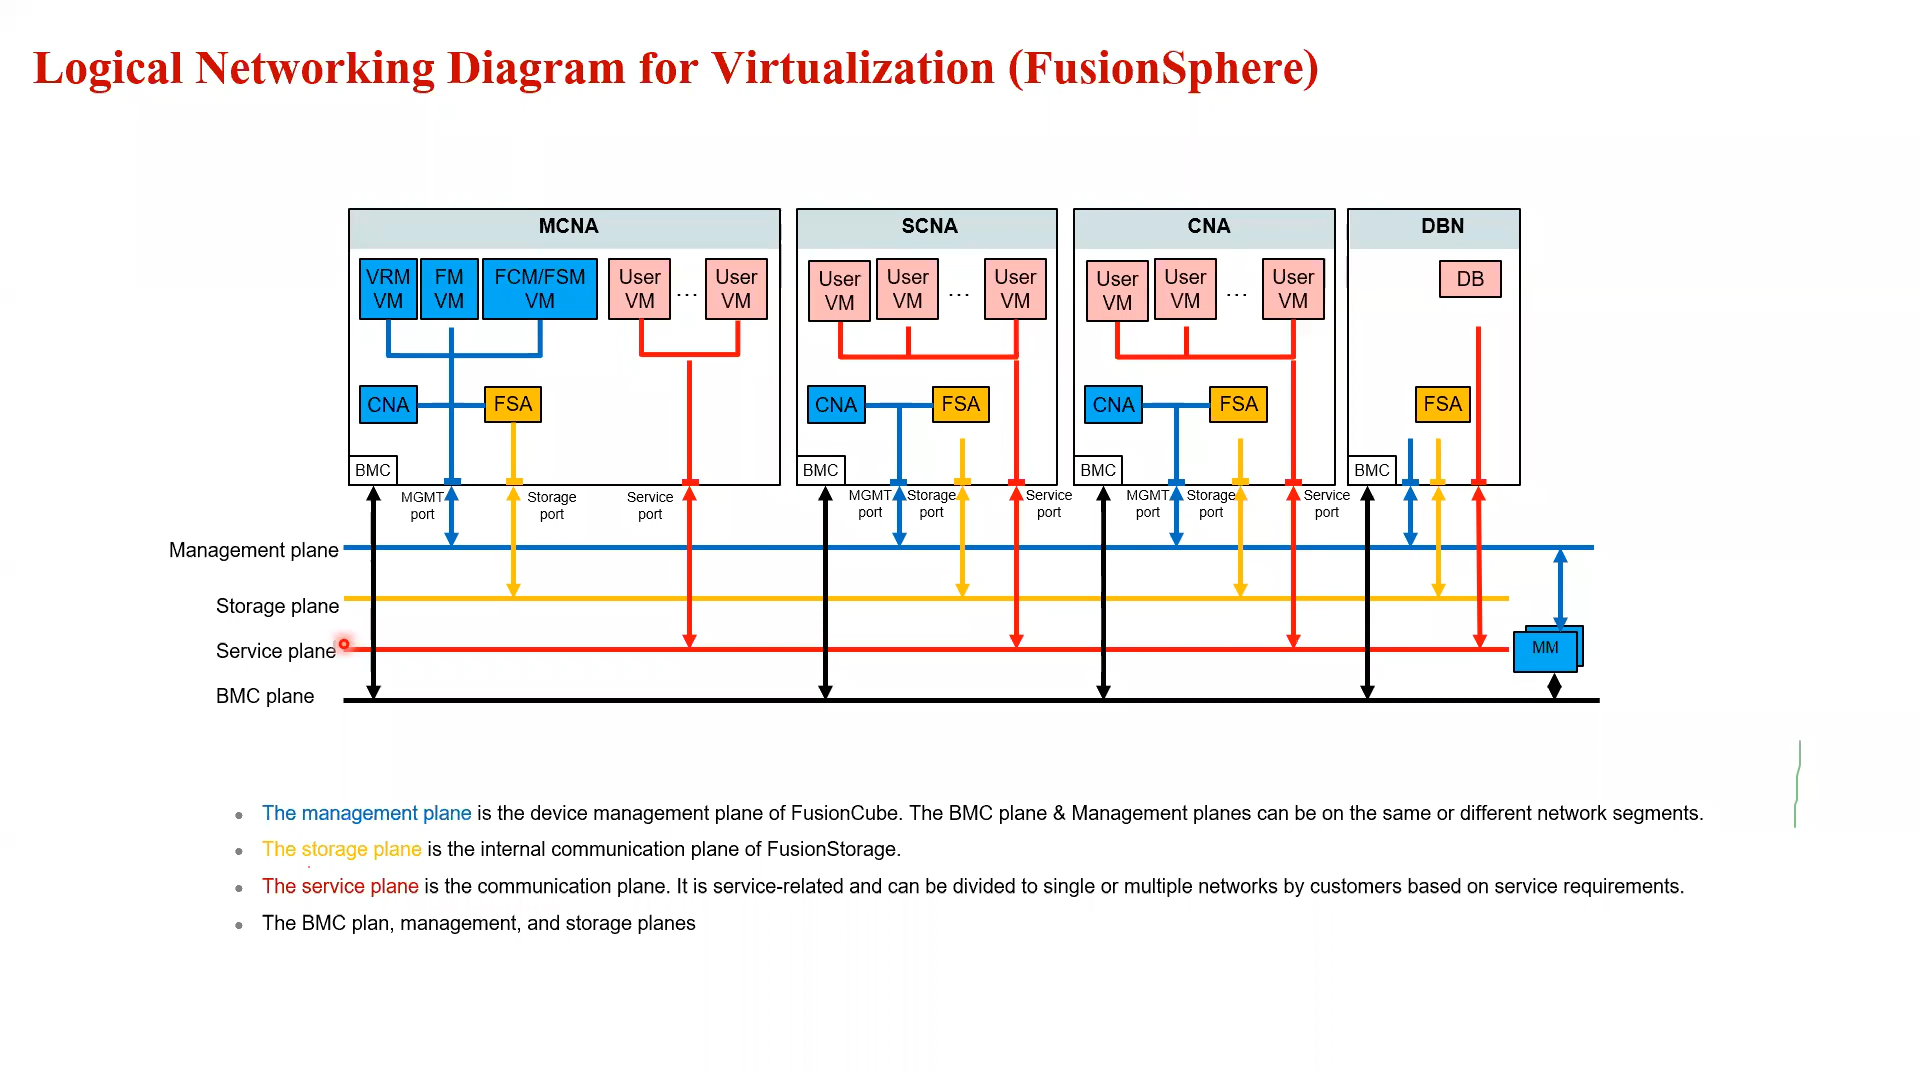 Logical Networking Diagram for Virtualization (FusionSphere)
MCNA
SCNA
CNA
DBN
VRM
VM
FM
VM
FCM/FSM
VM
User
VM
...
User
VM
User
VM
User
VM
...
User
VM
User
VM
User
VM
...
User
VM
DB
CNA
FSA
CNA
FSA
CNA
FSA
FSA
BMC
BMC
BMC
BMC
MGMT
port
Storage
port
Service
port
MGMT
port
Storage
port
Service
port
MGMT
port
Storage
port
Service
port
Management plane
Storage plane
Service plane
BMC plane
MM
The management plane is the device management plane of FusionCube. The BMC plane & Management planes can be on the same or different network segments.
The storage plane is the internal communication plane of FusionStorage.
The service plane is the communication plane. It is service-related and can be divided to single or multiple networks by customers based on service requirements.
The BMC plan, management, and storage planes